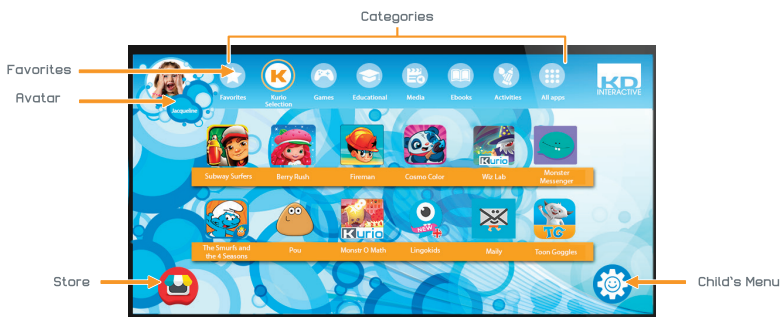 Categories
Favorites
Avatar
Jacqueline
Favorites
K
Kurio
Selection
Games
Educational
Media
Ebooks
Activities
All apps
KD
INTERACTIVE
Kurio
Subway Surfers
Berry Rush
Fireman
Cosmo Color
Wiz Lab
Monster
Messenger
Kurio
NEW
TG
The Smurfs and
the 4 Seasons
Pou
Monstr O Math
Lingokids
Maily
Toon Goggles
Store
Child's Menu